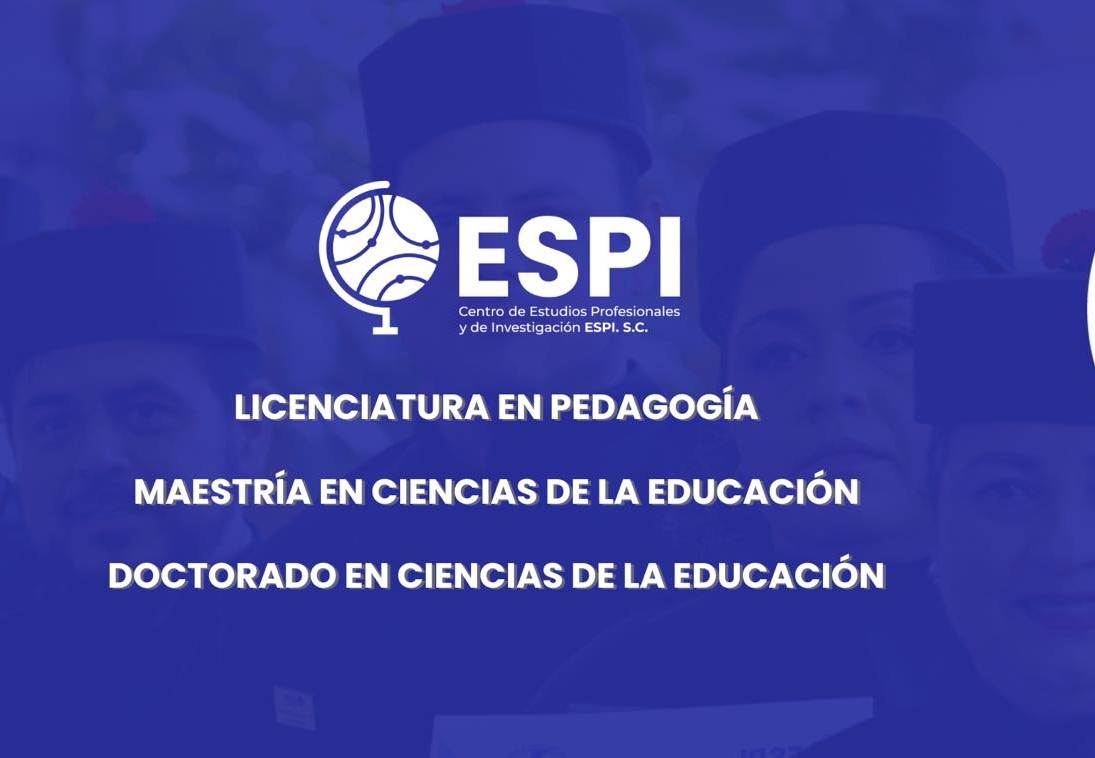 ESPI
Centro de Estudios Profesionales
y de Investigación ESPI. S.C.
LICENCIATURA EN PEDAGOGÍA
MAESTRÍA EN CIENCIAS DE LA EDUCACIÓN
DOCTORADO EN CIENCIAS DE LA EDUCACIÓN